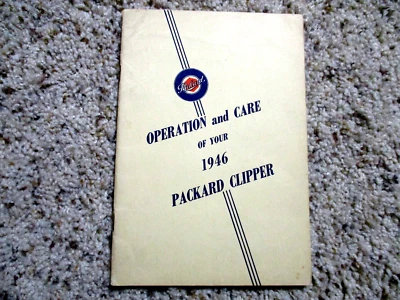 Packard
OPERATION and CARE
OF YOUR
1946
PACKARD CLIPPER